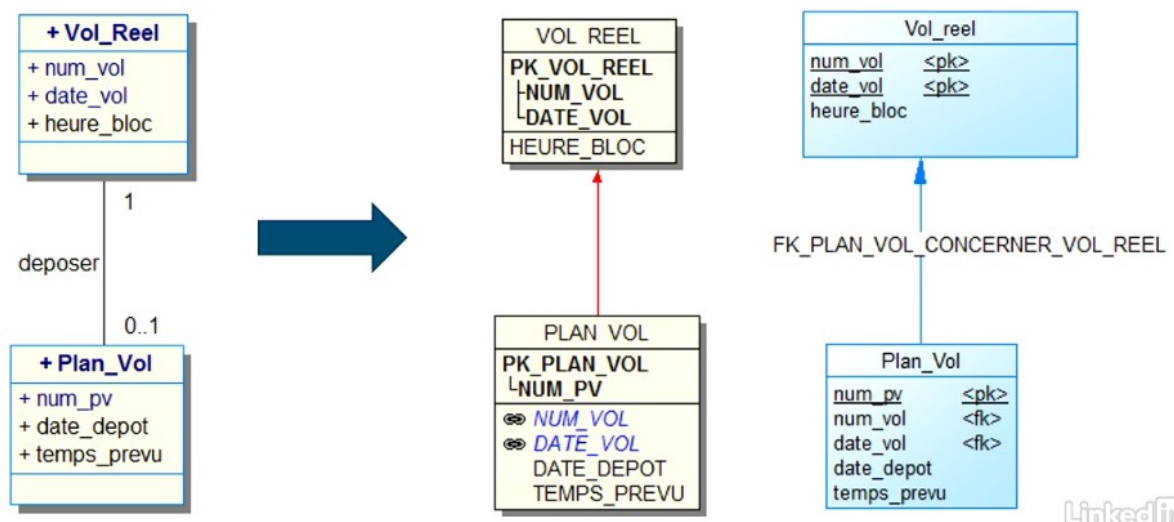 + Vol_Reel
+ num_vol
+ date_vol
+ heure_bloc
1
deposer
0..1
+ Plan_Vol
+ num_pv
+ date_depot
+ temps_prevu
VOL_REEL
PK_VOL_REEL
NUM_VOL
DATE_VOL
HEURE_BLOC
PLAN_VOL
PK_PLAN_VOL
NUM_PV
NUM_VOL
DATE_VOL
DATE_DEPOT
TEMPS_PREVU
Vol_reel
num_vol <pk>
date_vol <pk>
heure_bloc
FK_PLAN_VOL_CONCERNER_VOL_REEL
Plan_Vol
num_pv <pk>
num_vol <fk>
date_vol <fk>
date_depot
temps_prevu
Linked in